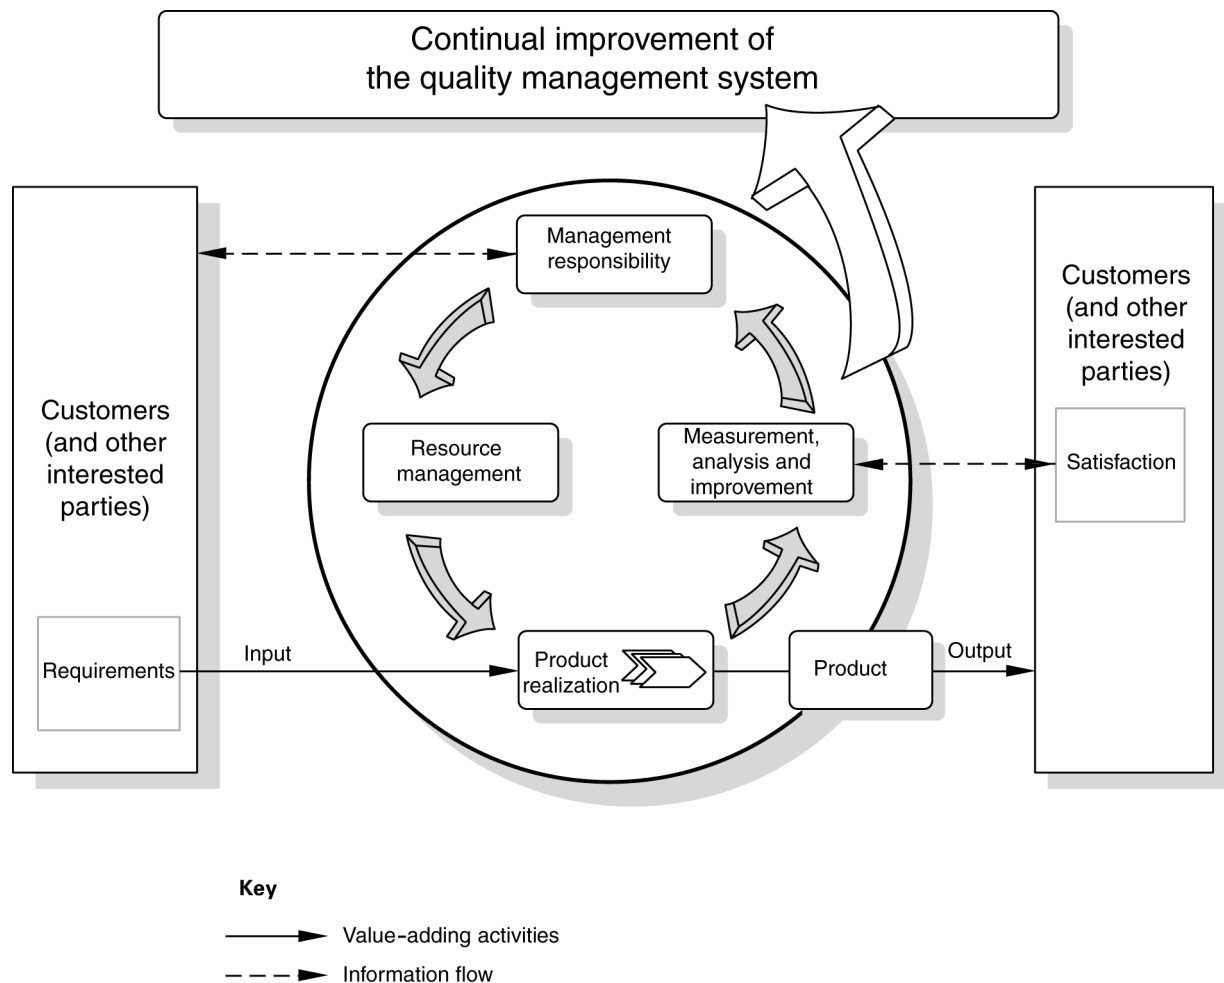 Continual improvement of
the quality management system
Management
responsibility
Customers
(and other
interested
parties)
Customers
(and other
interested
parties)
Resource
management
Measurement,
analysis and
improvement
Satisfaction
Requirements
Input
Product
realization
Product
Output
Key
Value-adding activities
Information flow